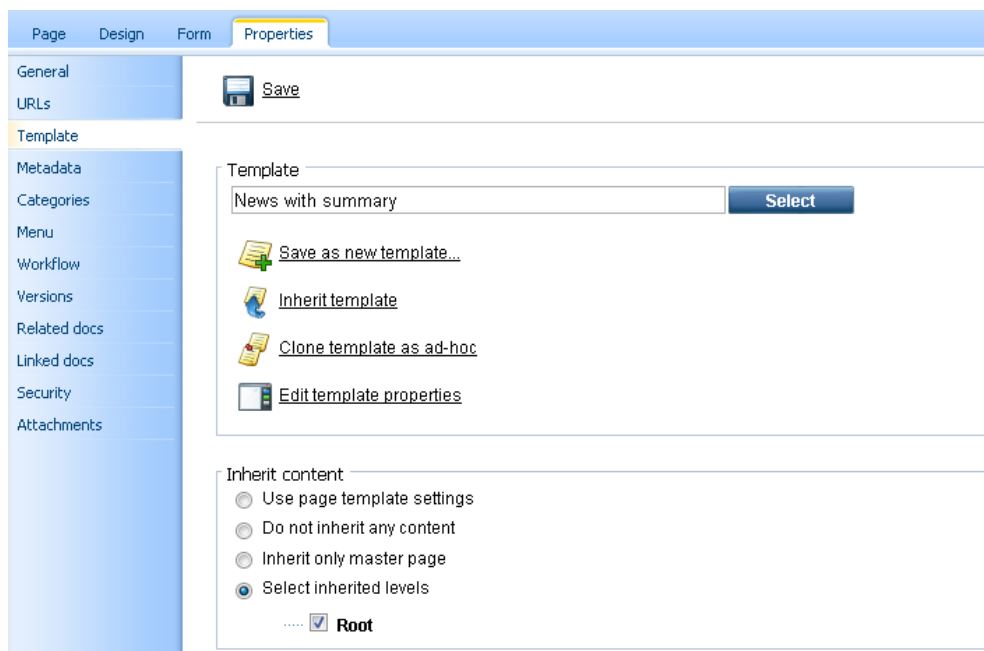 Page Design Form Properties
General
URLs
Template
Metadata
Categories
Menu
Workflow
Versions
Related docs
Linked docs
Security
Attachments
Save
Template
News with summary Select
Save as new template...
Inherit template
Clone template as ad-hoc
Edit template properties
Inherit content
Use page template settings
Do not inherit any content
Inherit only master page
Select inherited levels
Root